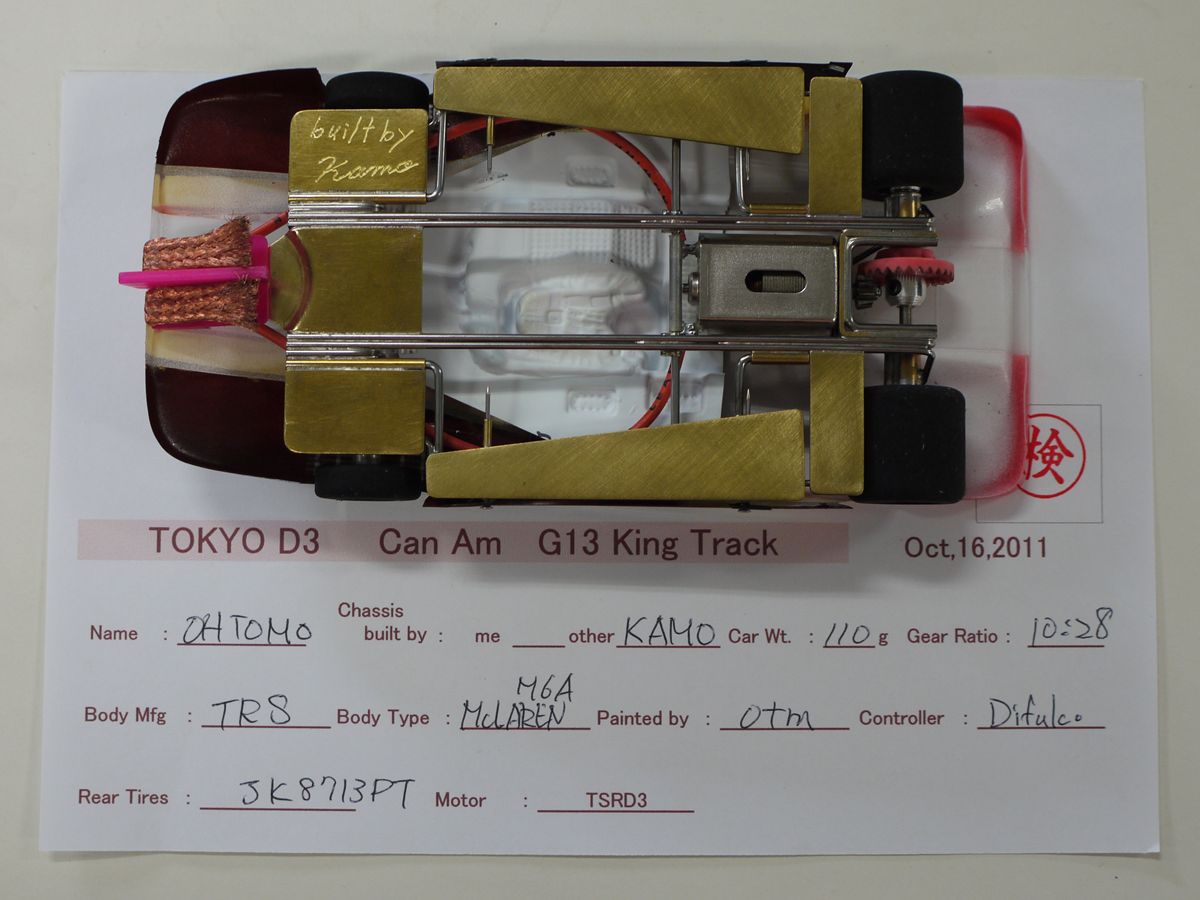 built by
Kamo
検
TOKYO D3 Can Am G13 King Track Oct,16,2011
Name : OHTOMO Chassis built by : me ___ other KAMO Car Wt. : 110 g Gear Ratio : 10:28
Body Mfg : TRS Body Type : M6A McLAREN Painted by : otm Controller : Difulco
Rear Tires : JK8713PT Motor : TSRD3